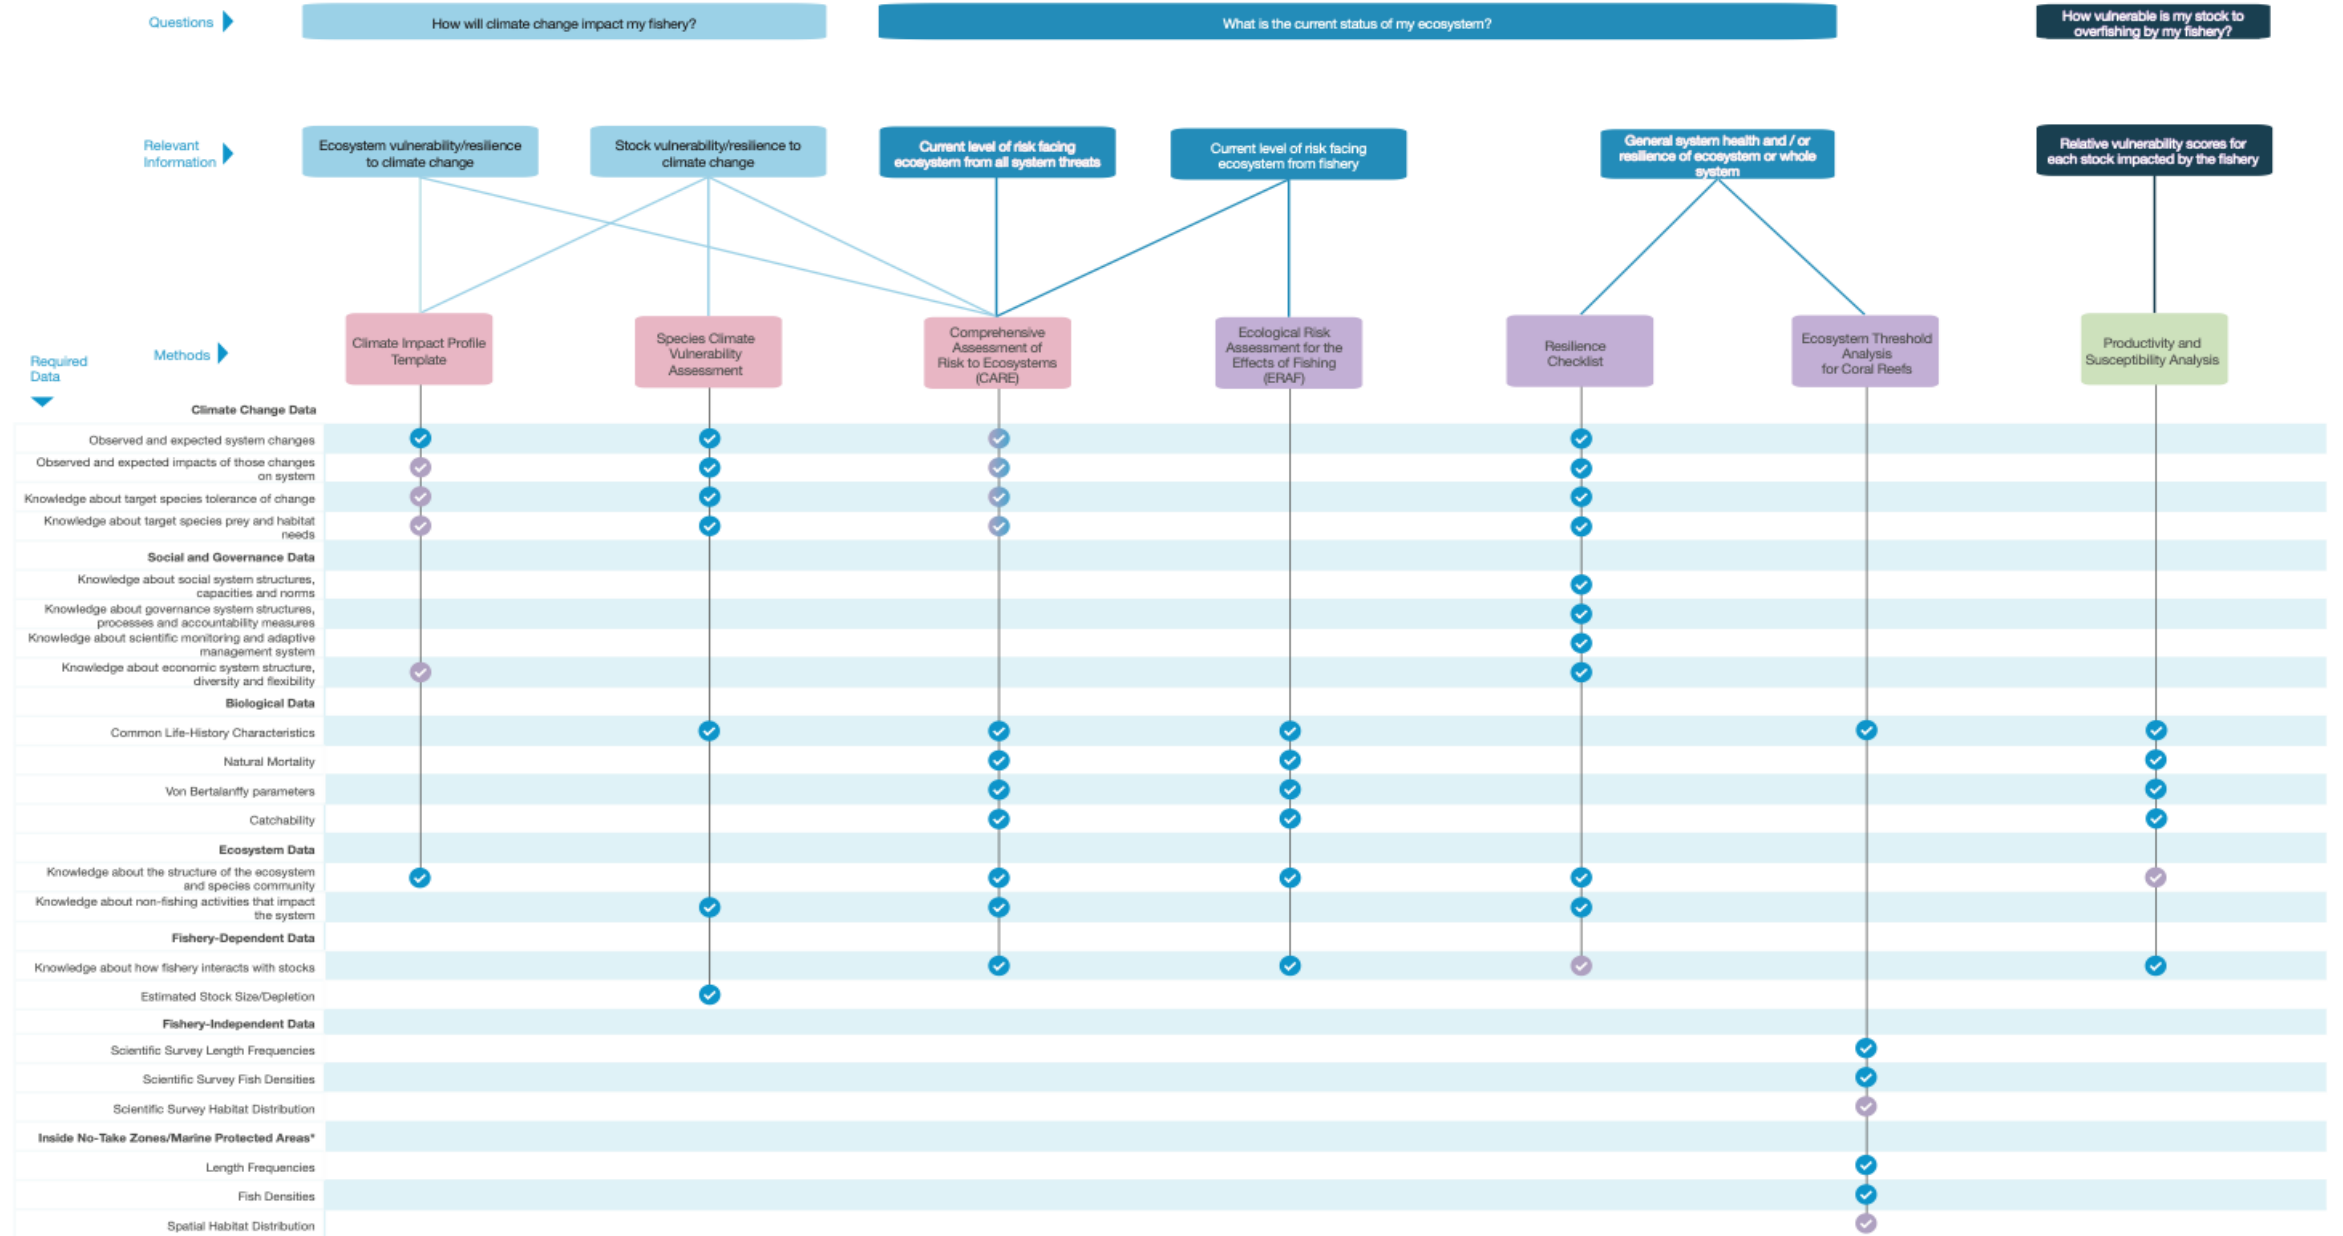 Questions
How will climate change impact my fishery?
What is the current status of my ecosystem?
How vulnerable is my stock to
overfishing by my fishery?
Relevant
Information
Ecosystem vulnerability/resilience
to climate change
Stock vulnerability/resilience to
climate change
Current level of risk facing
ecosystem from all system threats
Current level of risk facing
ecosystem from fishery
General system health and / or
resilience of ecosystem or whole
system
Relative vulnerability scores for
each stock impacted by the fishery
Required
Data
Methods
Climate Impact Profile
Template
Species Climate
Vulnerability
Assessment
Comprehensive
Assessment of
Risk to Ecosystems
(CARE)
Ecological Risk
Assessment for the
Effects of Fishing
(ERAF)
Resilience
Checklist
Ecosystem Threshold
Analysis
for Coral Reefs
Productivity and
Susceptibility Analysis
Climate Change Data
Observed and expected system changes
Observed and expected impacts of those changes
on system
Knowledge about target species tolerance of change
Knowledge about target species prey and habitat
needs
Social and Governance Data
Knowledge about social system structures,
capacities and norms
Knowledge about governance system structures,
processes and accountability measures
Knowledge about scientific monitoring and adaptive
management system
Knowledge about economic system structure,
diversity and flexibility
Biological Data
Common Life-History Characteristics
Natural Mortality
Von Bertalanffy parameters
Catchability
Ecosystem Data
Knowledge about the structure of the ecosystem
and species community
Knowledge about non-fishing activities that impact
the system
Fishery-Dependent Data
Knowledge about how fishery interacts with stocks
Estimated Stock Size/Depletion
Fishery-Independent Data
Scientific Survey Length Frequencies
Scientific Survey Fish Densities
Scientific Survey Habitat Distribution
Inside No-Take Zones/Marine Protected Areas*
Length Frequencies
Fish Densities
Spatial Habitat Distribution